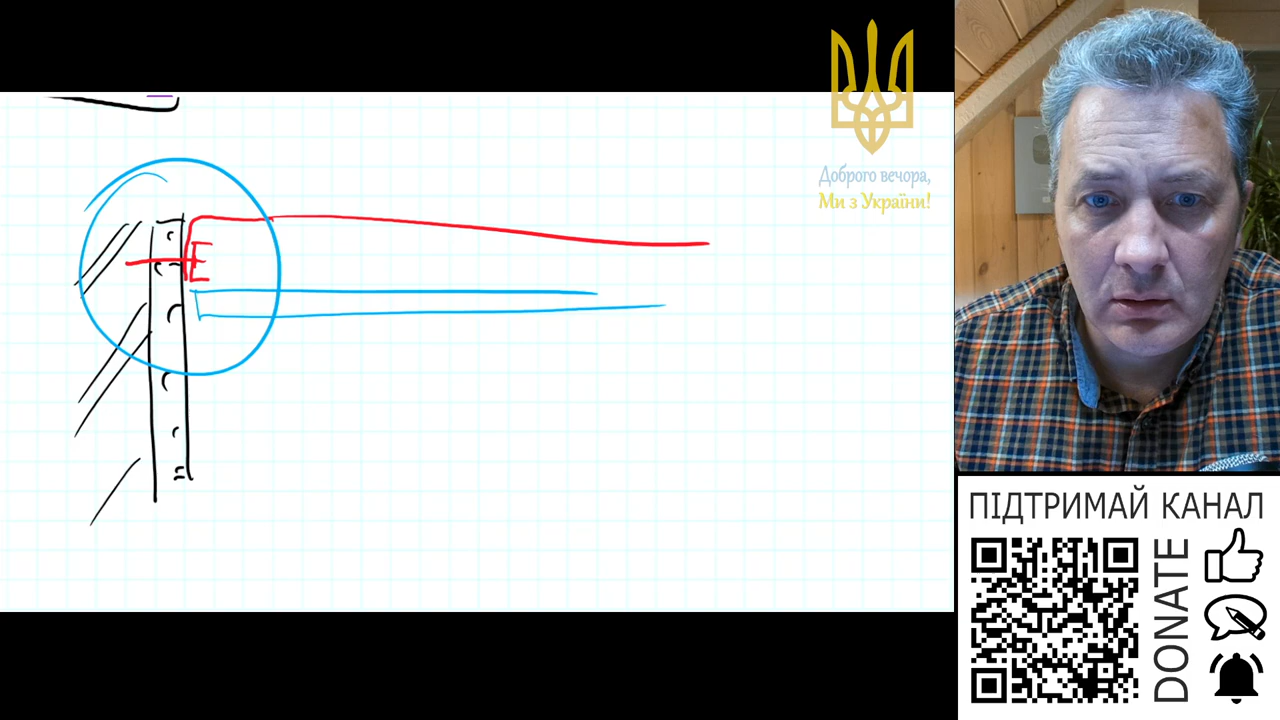 Доброго вечора,
Ми з України!
ПІДТРИМАЙ КАНАЛ
DONATE